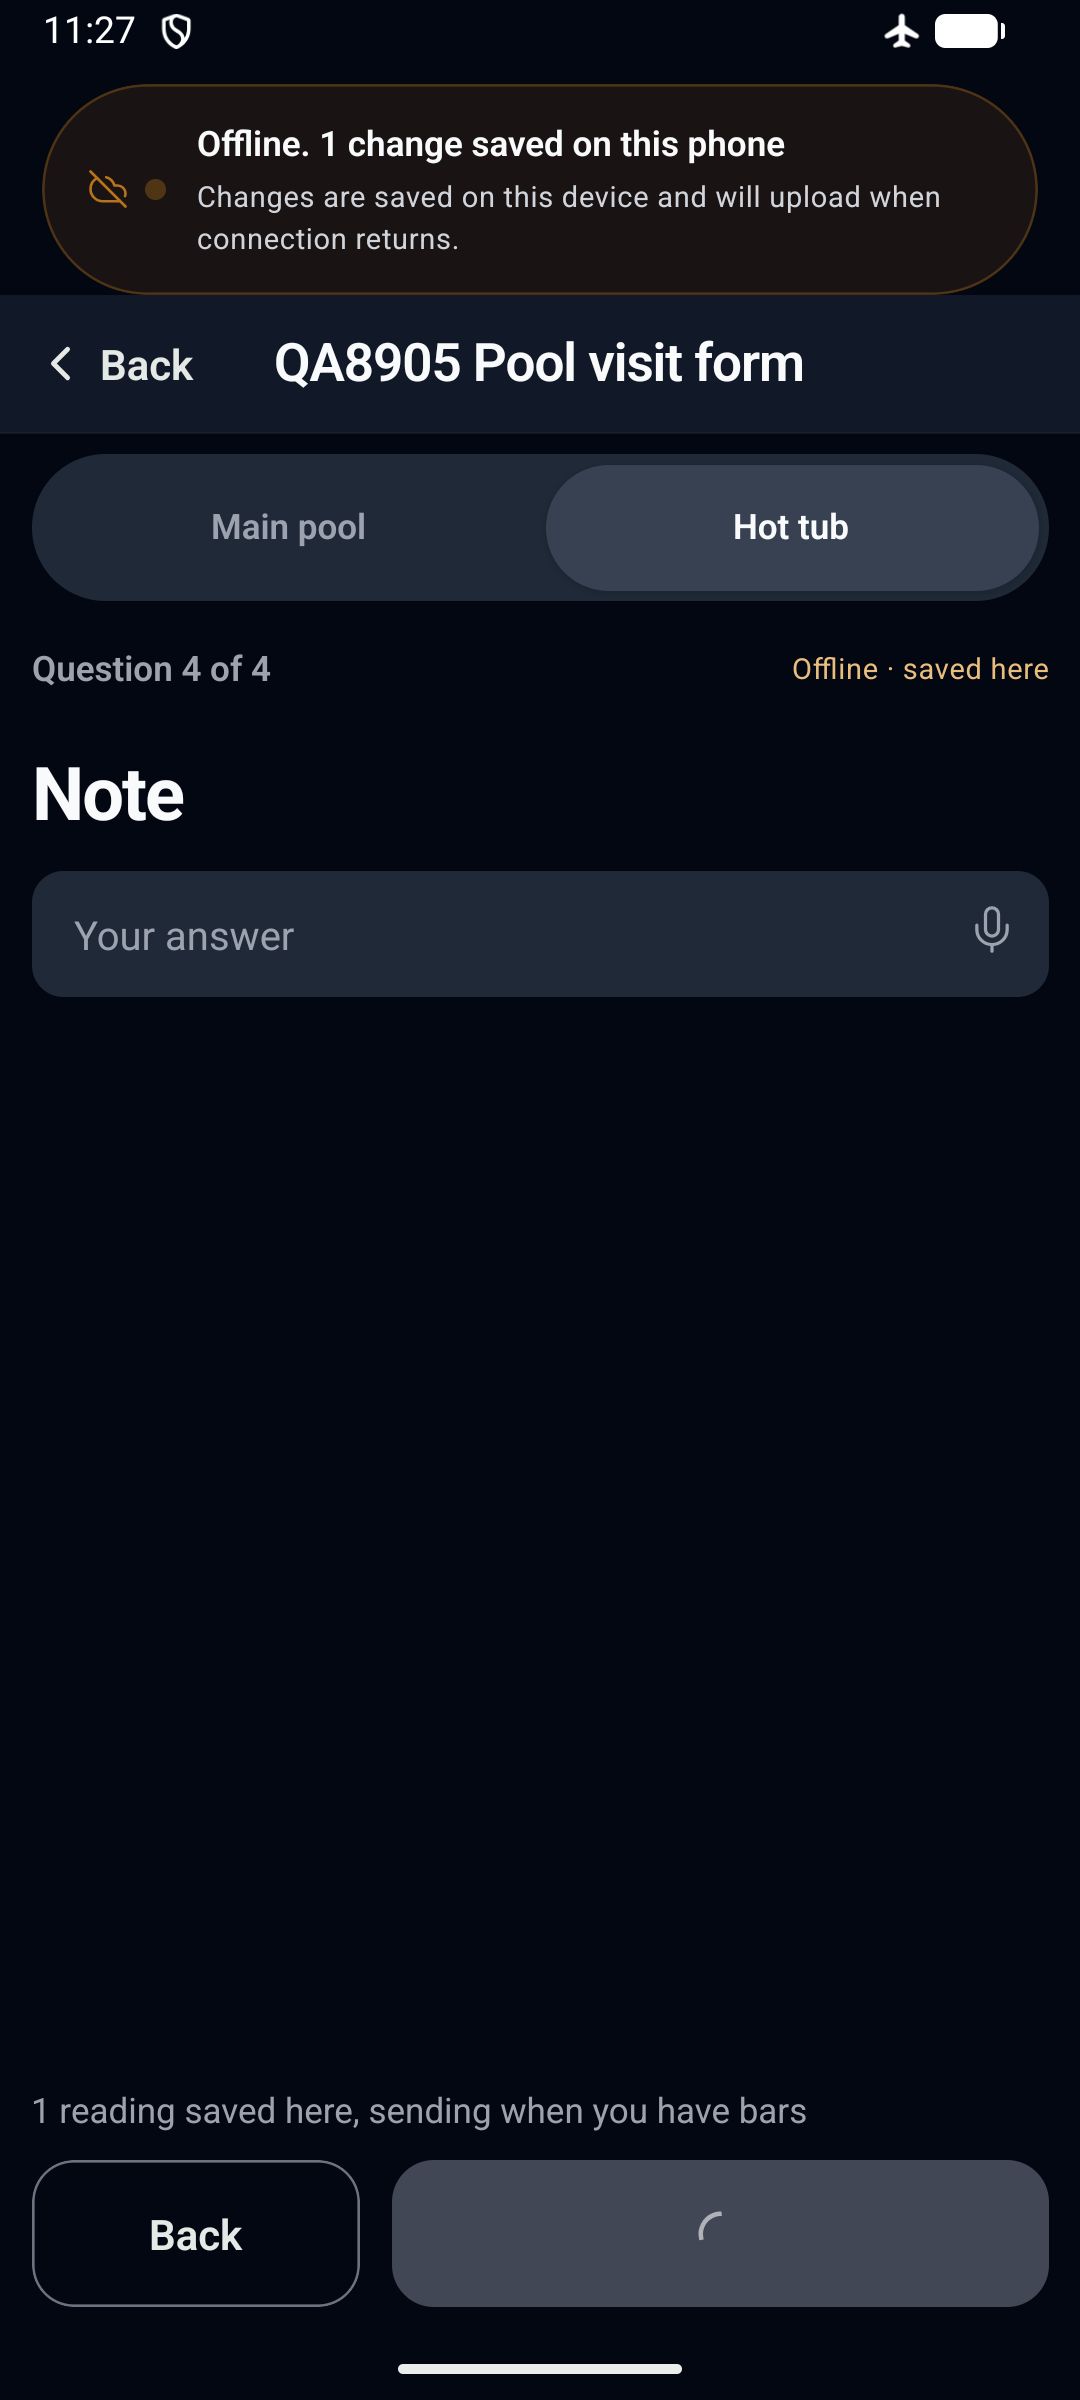 11:27
Offline. 1 change saved on this phone
Changes are saved on this device and will upload when
connection returns.
Back
QA8905 Pool visit form
Main pool
Hot tub
Question 4 of 4
Offline · saved here
Note
Your answer
1 reading saved here, sending when you have bars
Back